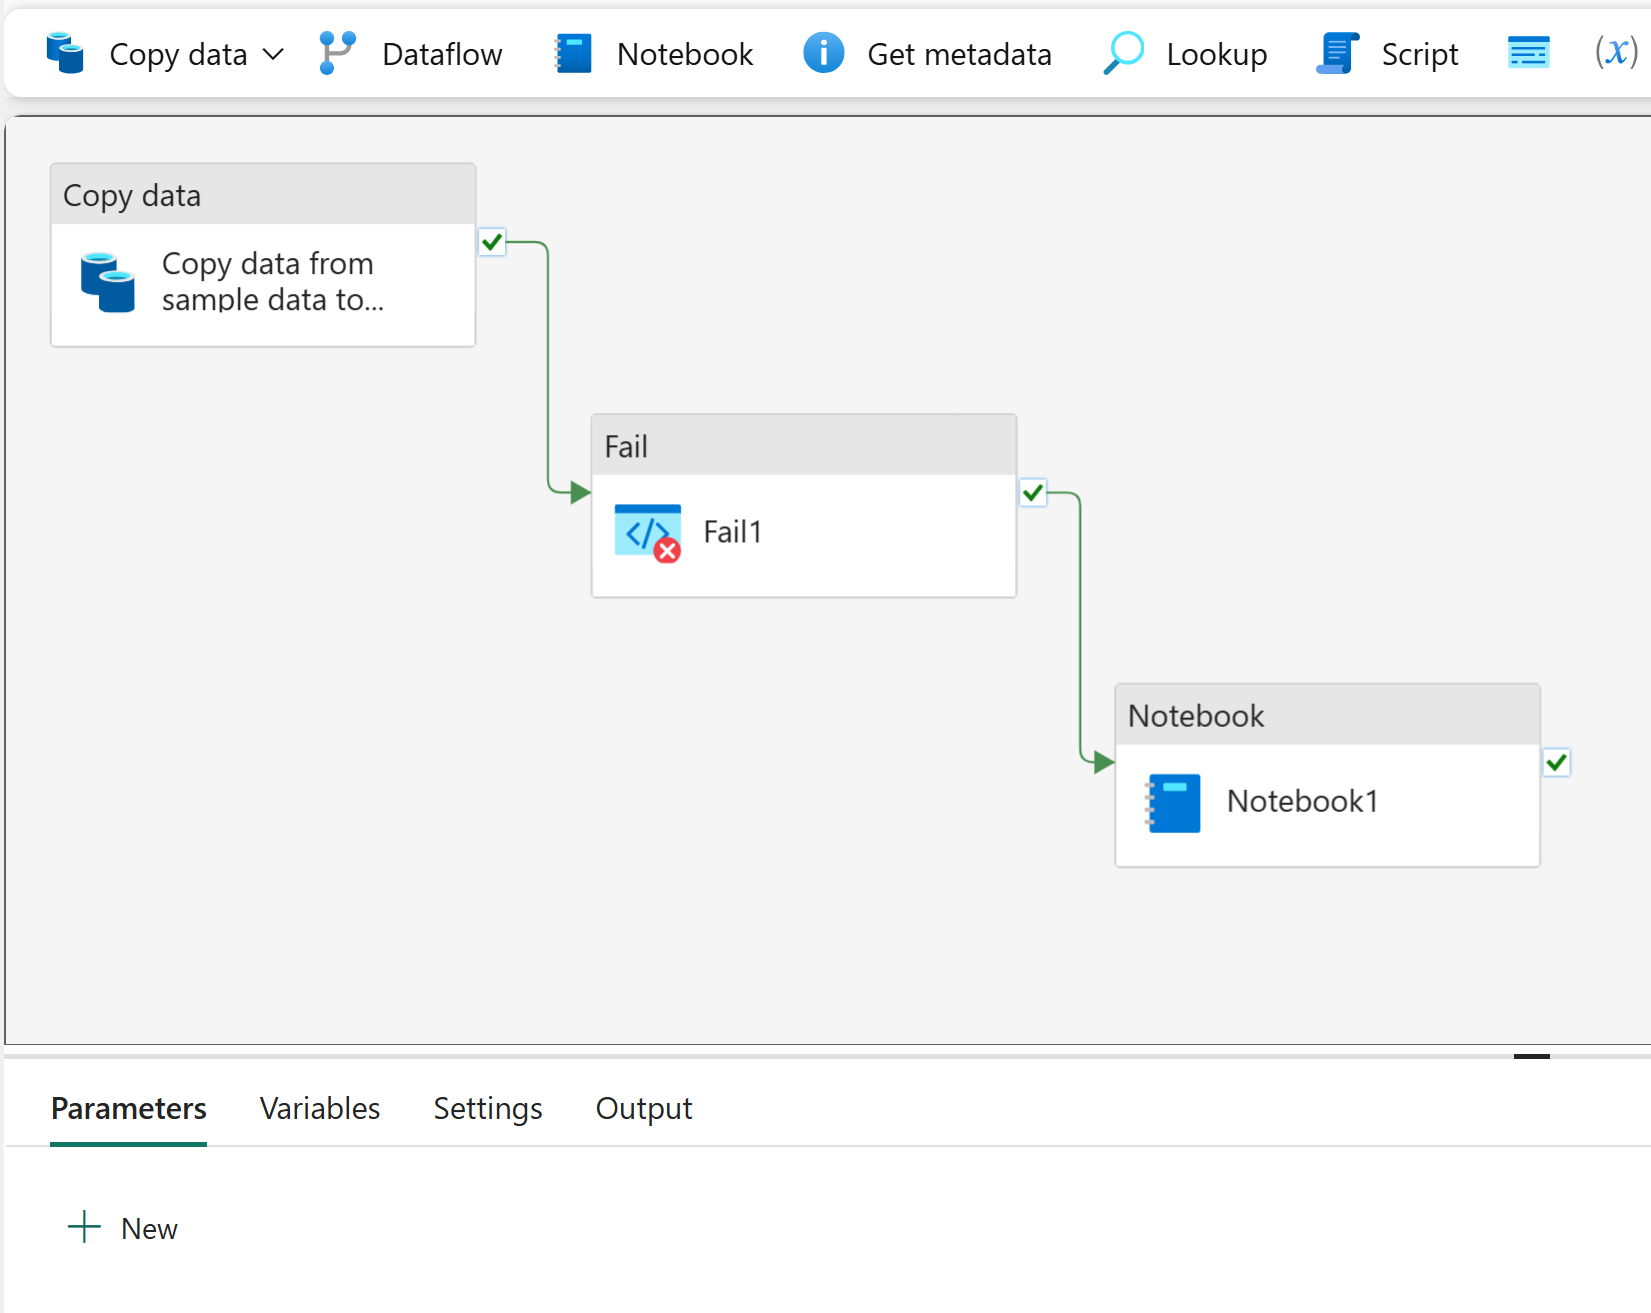 Copy data Dataflow Notebook Get metadata Lookup Script (x)
Copy data
Copy data from
sample data to...
Fail
Fail1
Notebook
Notebook1
Parameters Variables Settings Output
New